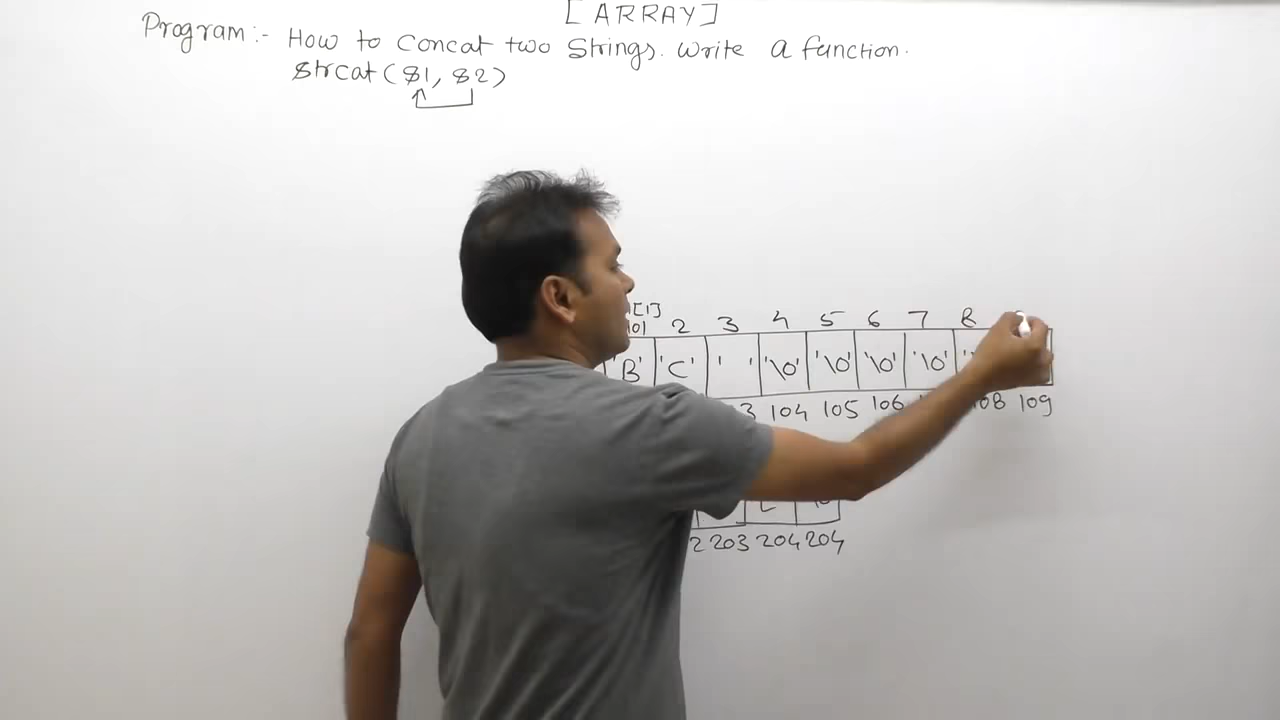 [ARRAY]
Program:- How to Concat two Strings. Write a function.
Strcat(S1, S2)
[1]
101 2 3 4 5 6 7 8
'B' 'C' ' ' '\0' '\0' '\0' '\0'
3 104 105 106 108 109
L
2 203 204 204